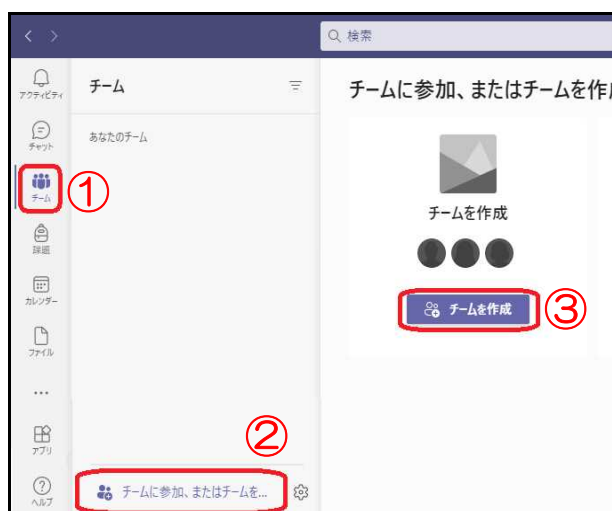 検索
アクティビティ
チャット
チーム
課題
カレンダー
ファイル
...
アプリ
ヘルプ
チーム
あなたのチーム
①
②
チームに参加、またはチームを...
チームに参加、またはチームを作
チームを作成
チームを作成
③